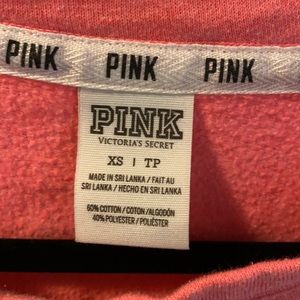 PINK PINK PINK
PINK
VICTORIA'S SECRET
XS | TP
MADE IN SRI LANKA / FAIT AU
SRI LANKA / HECHO EN SRI LANKA
60% COTTON / COTON / ALGODÓN
40% POLYESTER / POLIÉSTER